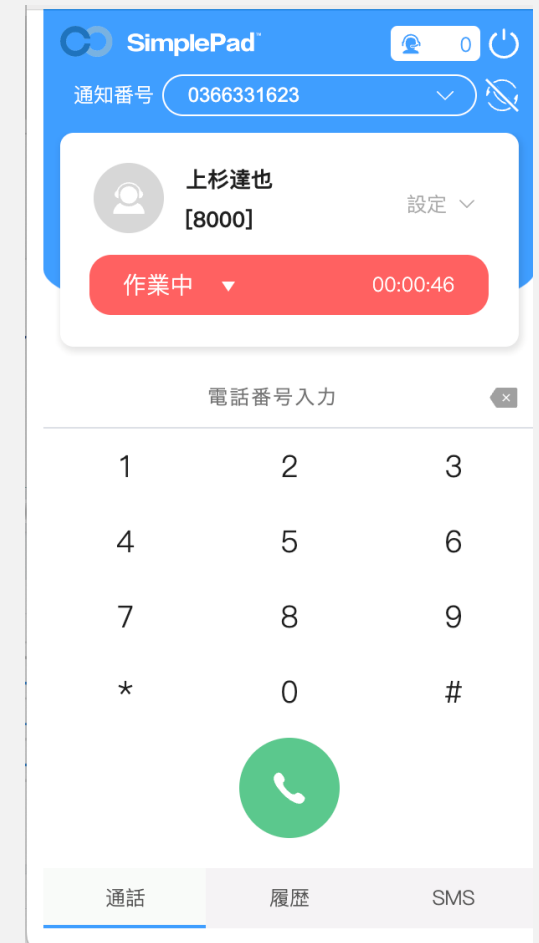 SimplePad™
0
通知番号
0366331623
上杉達也
[8000]
設定
作業中 ▼
00:00:46
電話番号入力
1 2 3
4 5 6
7 8 9
* 0 #
通話 履歴 SMS